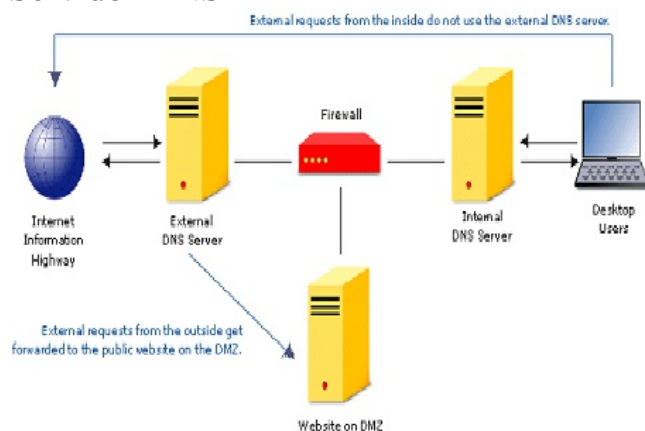 External requests from the inside do not use the external DNS server.
Firewall
Internet
Information
Highway
External
DNS Server
Internal
DNS Server
Desktop
Users
External requests from the outside get
forwarded to the public website on the DMZ.
Website on DMZ